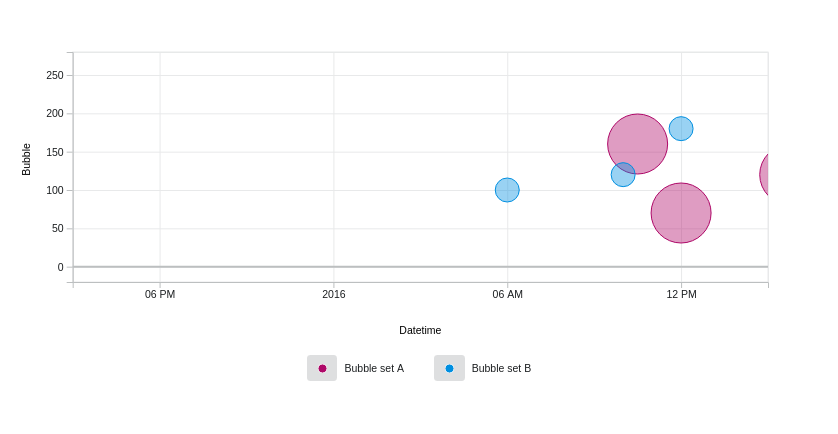 Bubble
250
200
150
100
50
0
06 PM
2016
06 AM
12 PM
Datetime
Bubble set A
Bubble set B